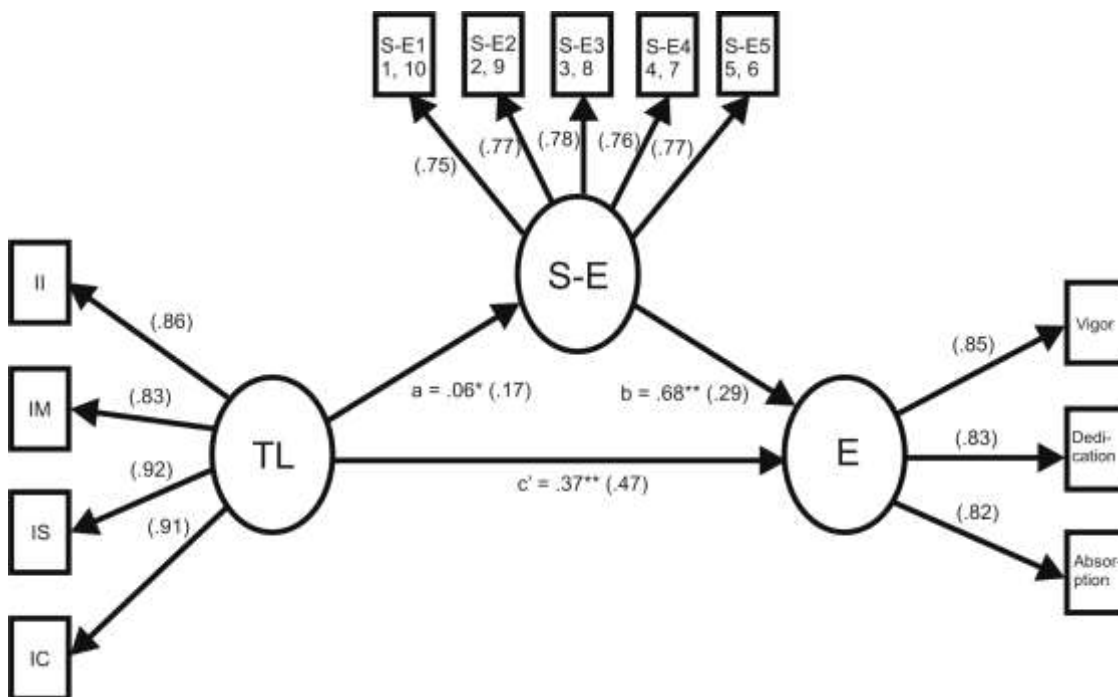 S-E1
1, 10
S-E2
2, 9
S-E3
3, 8
S-E4
4, 7
S-E5
5, 6
(.75)
(.77)
(.78)
(.76)
(.77)
S-E
II
(.86)
IM
(.83)
IS
(.92)
IC
(.91)
TL
a = .06* (.17)
b = .68** (.29)
c' = .37** (.47)
E
(.85)
Vigor
(.83)
Dedi-
cation
(.82)
Absor-
ption